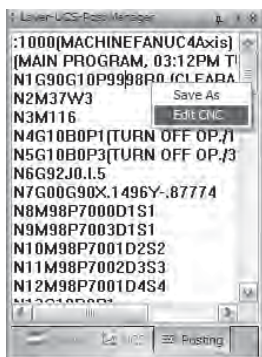 Layer-UCS-Post Manager
:1000(MACHINEFANUC4Axis)
(MAIN PROGRAM, 03:12PM T
N1G90G10P9998R0 (CLEARA
N2M37W3
Save As
N3M116
Edit CNC
N4G10B0P1(TURN OFF OP./1
N5G10B0P3(TURN OFF OP./3
N6G92J0.I.5
N7G00G90X.1496Y-.87774
N8M98P7000D1S1
N9M98P7003D1S1
N10M98P7001D2S2
N11M98P7002D3S3
N12M98P7001D4S4
UCS
Posting